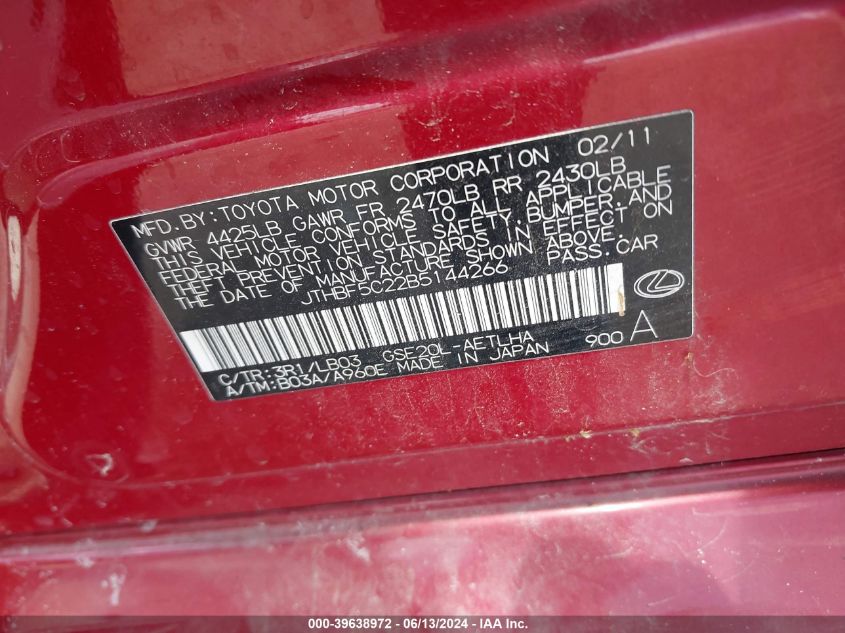 MFD.BY:TOYOTA MOTOR CORPORATION 02/11
GVWR 4425LB GAWR FR 2470LB RR 2430LB
THIS VEHICLE CONFORMS TO ALL APPLICABLE
FEDERAL MOTOR VEHICLE SAFETY,BUMPER,AND
THEFT PREVENTION STANDARDS IN EFFECT ON
THE DATE OF MANUFACTURE SHOWN ABOVE.
JTHBF5C22B5144266 PASS.CAR
C/TR:3R1/LB03 GSE20L-AETLHA
A/TM:B03A/A960E MADE IN JAPAN 900 A
000-39638972 / 06/13/2024 - IAA Inc.